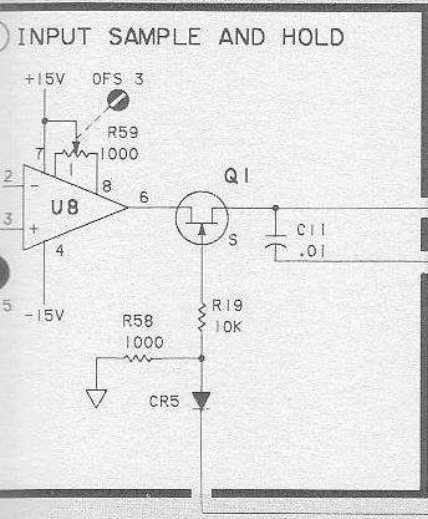 INPUT SAMPLE AND HOLD
+15V
OFS 3
R59
1000
7
1
8
2
-
U8
6
3
+
4
5
-15V
Q1
S
C11
.01
R19
10K
R58
1000
CR5